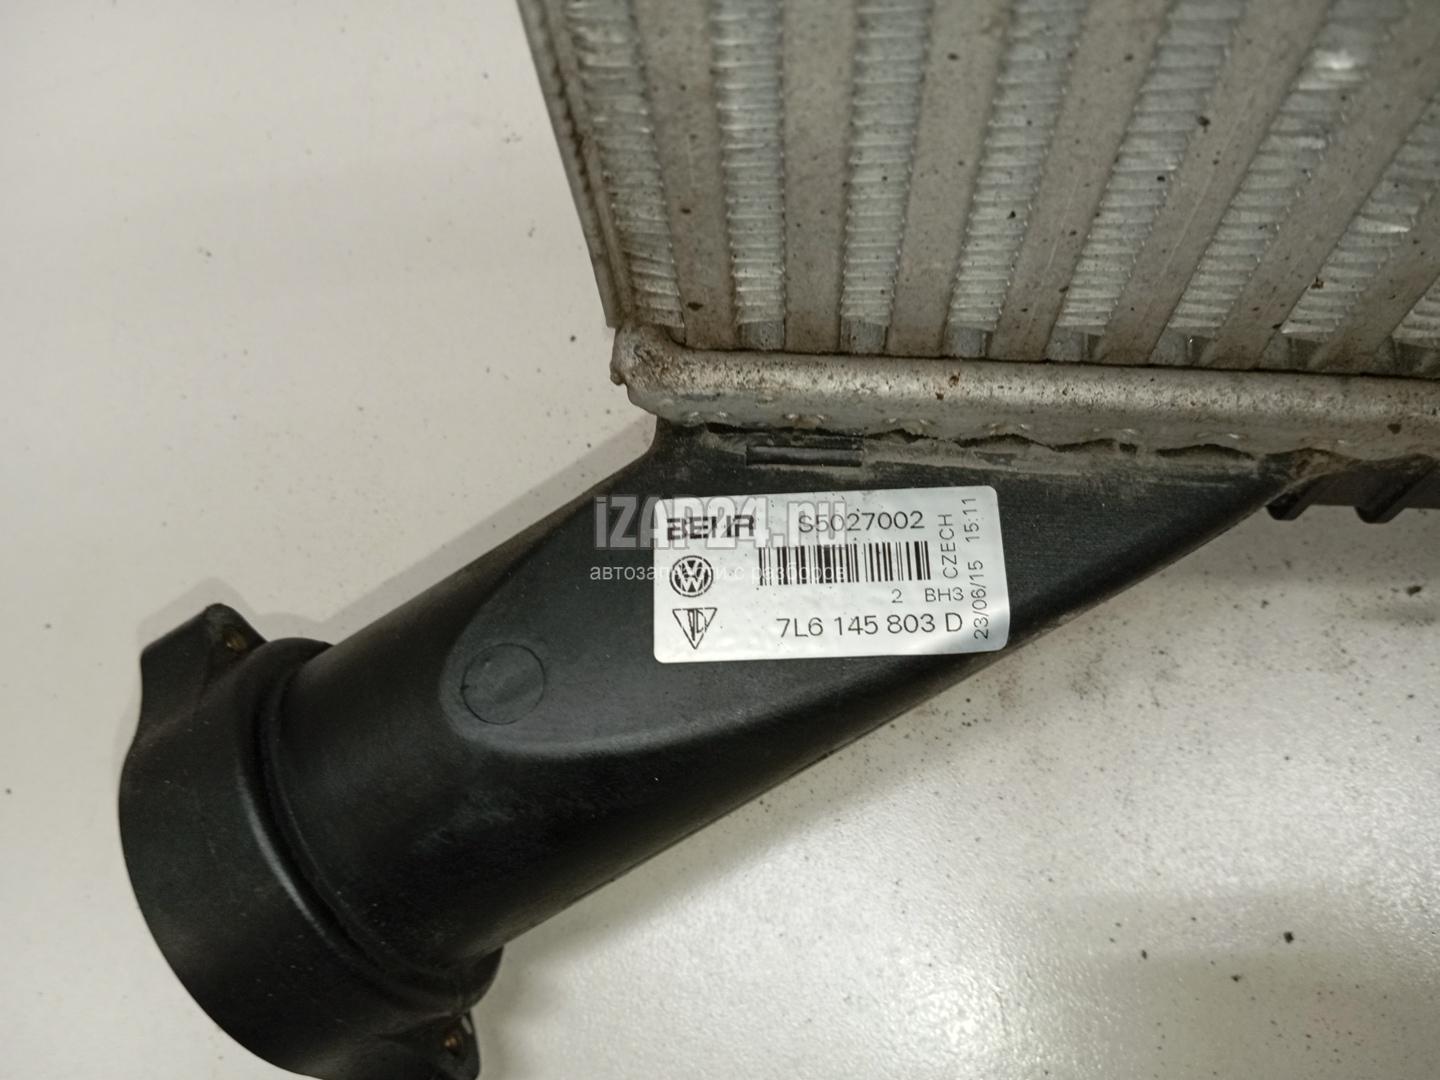 iZAP24.ru
автозапчасти с разборов
BEHR S5027002
2 BH3 CZECH
23/06/15 15:11
7L6 145 803 D